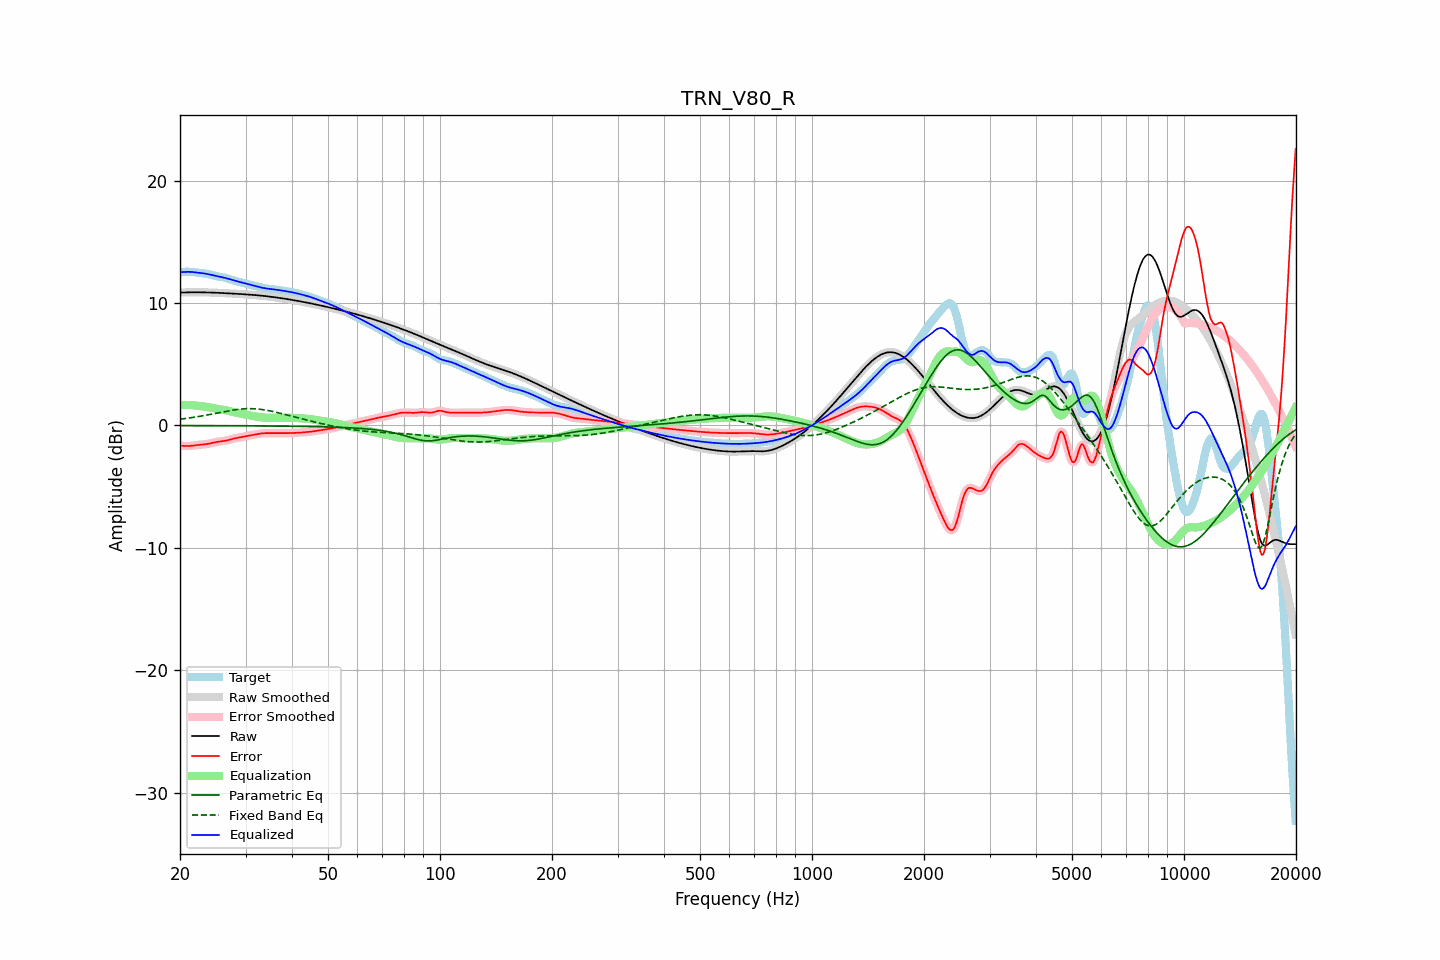 TRN_V80_R
Amplitude (dBr)
20
10
0
−10
−20
−30
Target
Raw Smoothed
Error Smoothed
Raw
Error
Equalization
Parametric Eq
Fixed Band Eq
Equalized
20 50 100 200 500 1000 2000 5000 10000 20000
Frequency (Hz)